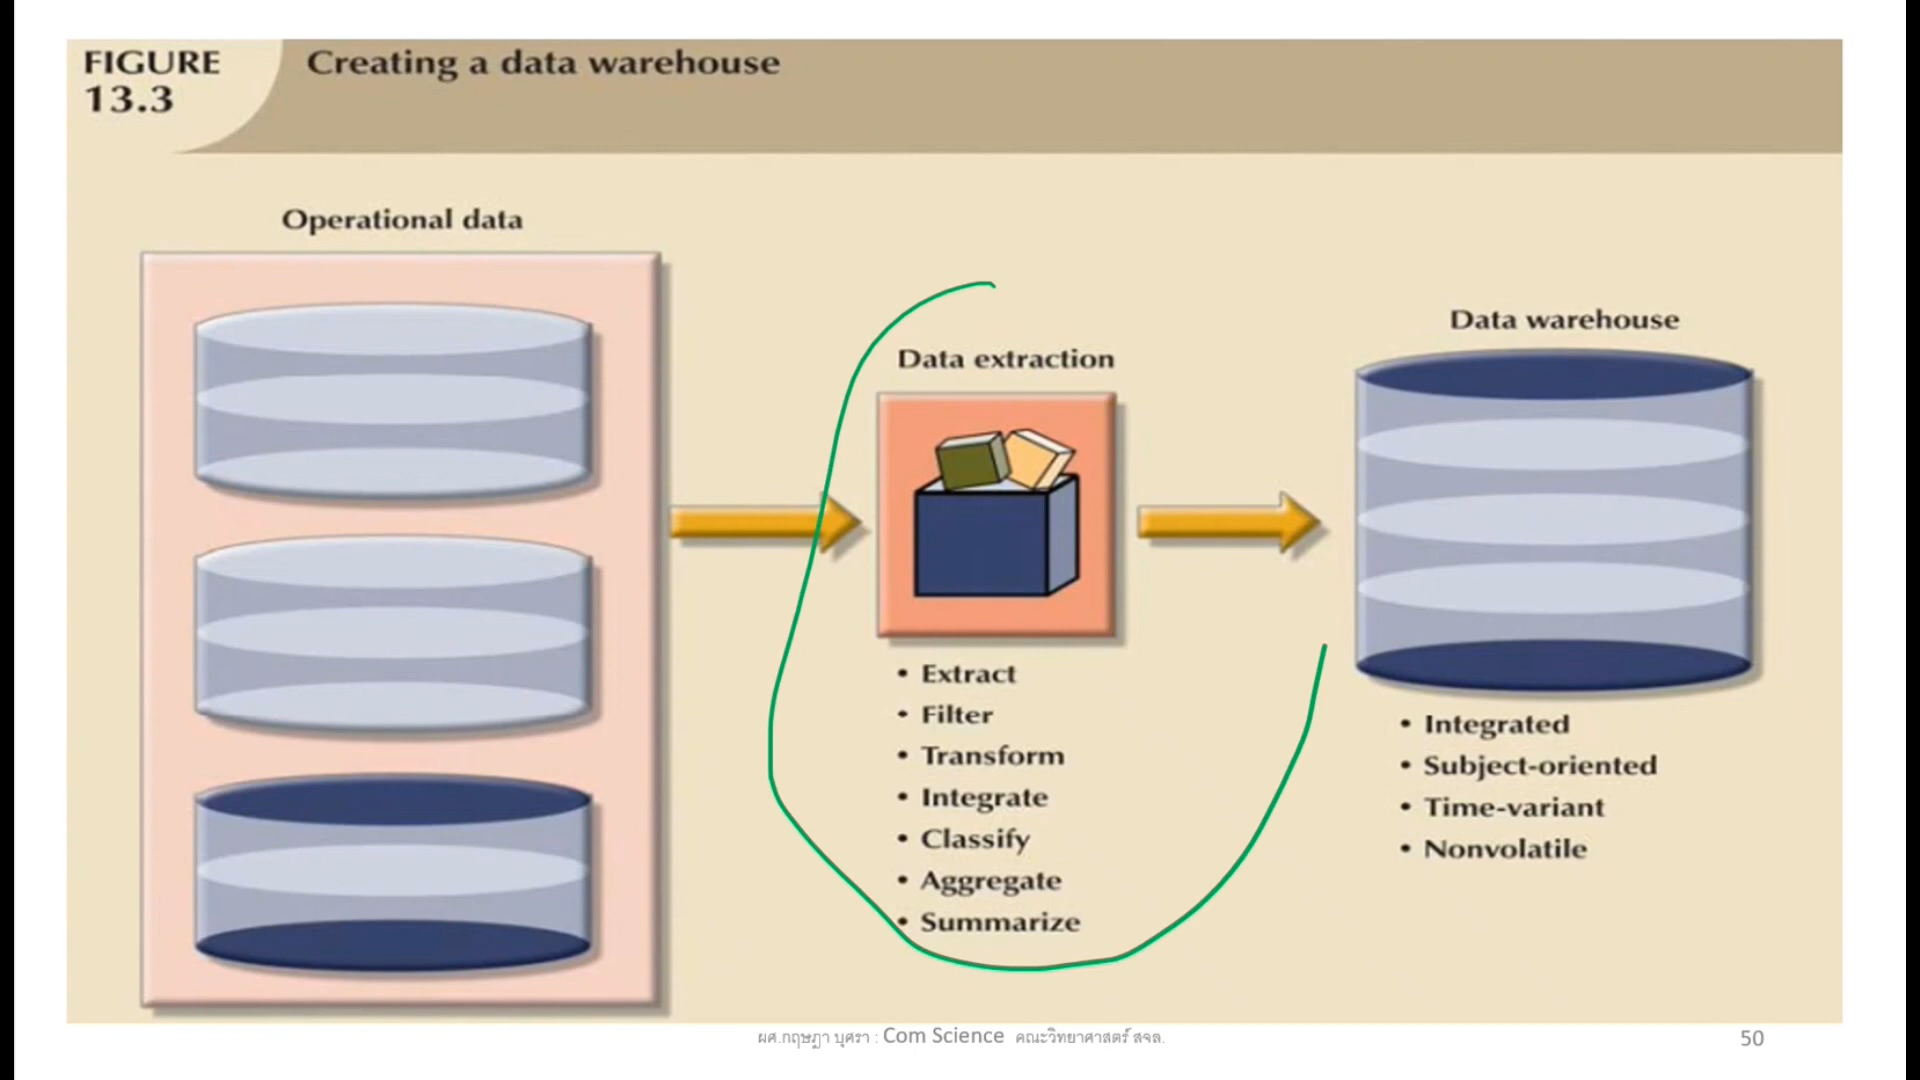 FIGURE
13.3
Creating a data warehouse
Operational data
Data extraction
• Extract
• Filter
• Transform
• Integrate
• Classify
• Aggregate
• Summarize
Data warehouse
• Integrated
• Subject-oriented
• Time-variant
• Nonvolatile
ผศ.กฤษฎา บุศรา : Com Science คณะวิทยาศาสตร์ สจล.
50